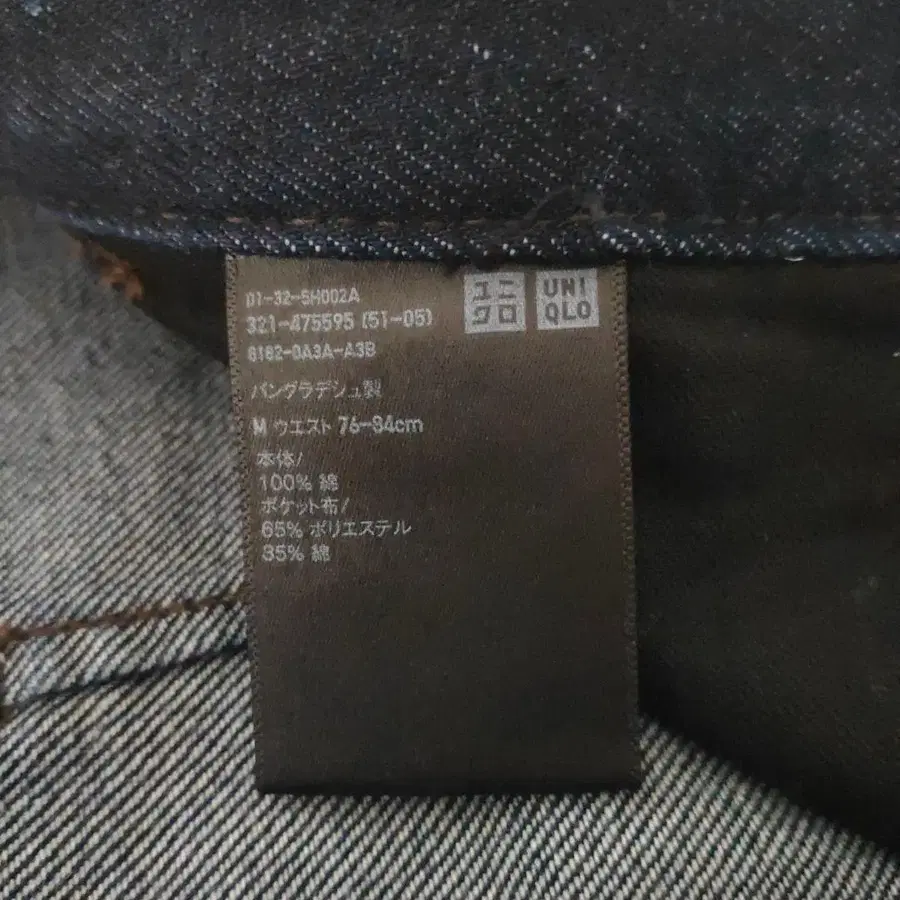 01-32-5H002A
321-475595 (51-05)
6182-0A3A-A3B
ユニ
クロ
UNI
QLO
バングラデシュ製
M ウエスト 76-84cm
本体/
100% 綿
ポケット布/
65% ポリエステル
35% 綿